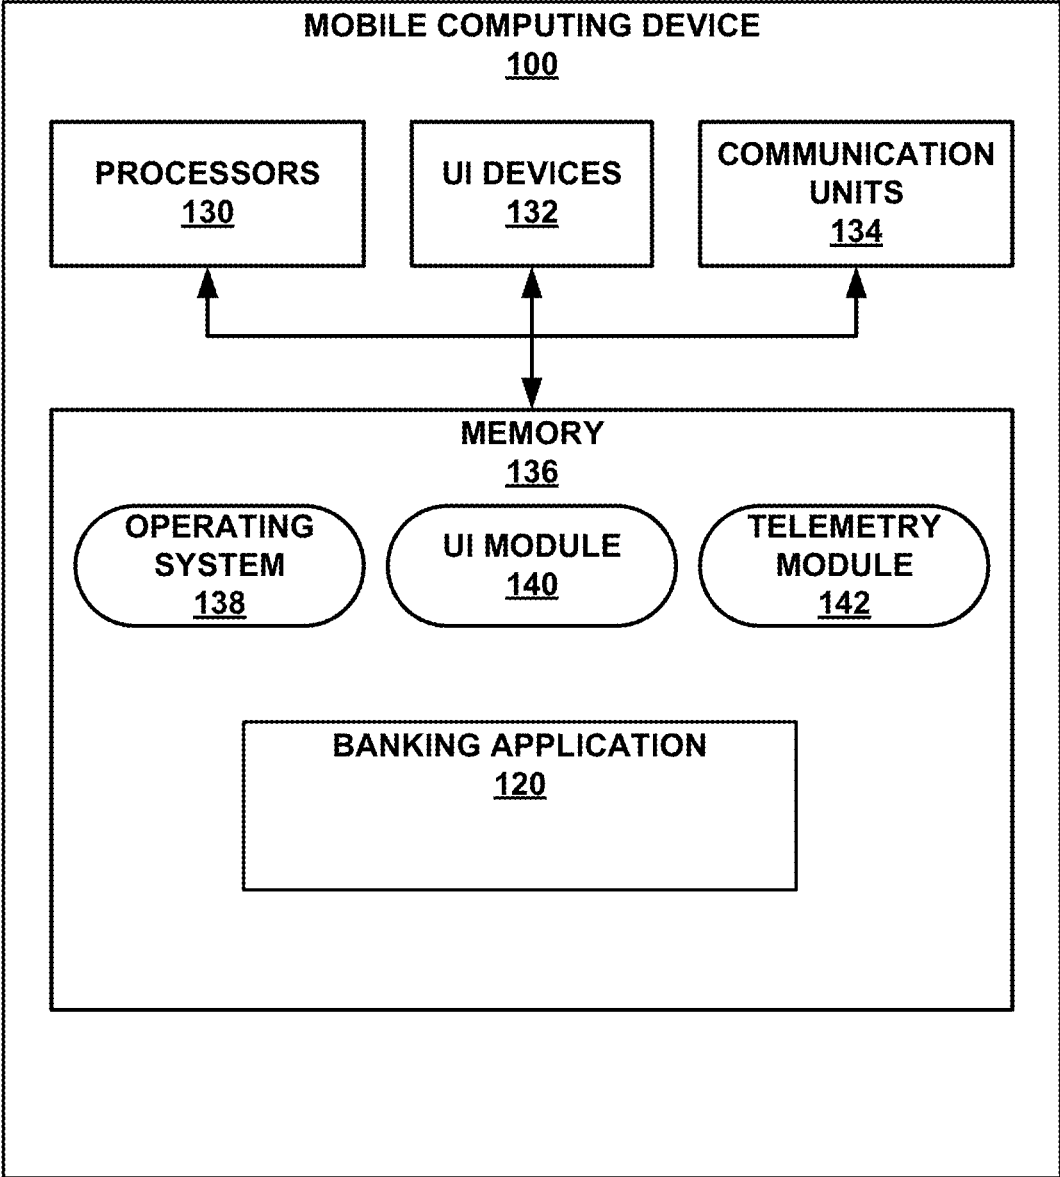 MOBILE COMPUTING DEVICE
100
PROCESSORS
130
UI DEVICES
132
COMMUNICATION
UNITS
134
MEMORY
136
OPERATING
SYSTEM
138
UI MODULE
140
TELEMETRY
MODULE
142
BANKING APPLICATION
120